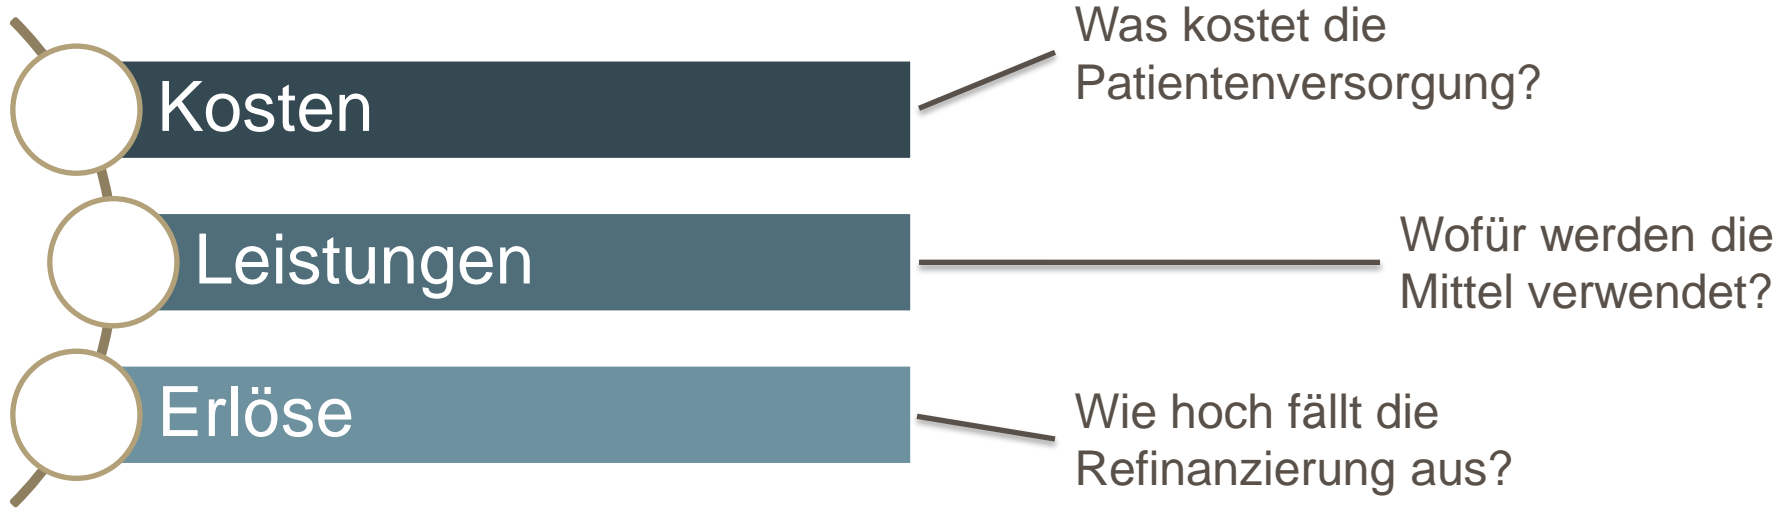 Kosten
Was kostet die
Patientenversorgung?
Leistungen
Wofür werden die
Mittel verwendet?
Erlöse
Wie hoch fällt die
Refinanzierung aus?